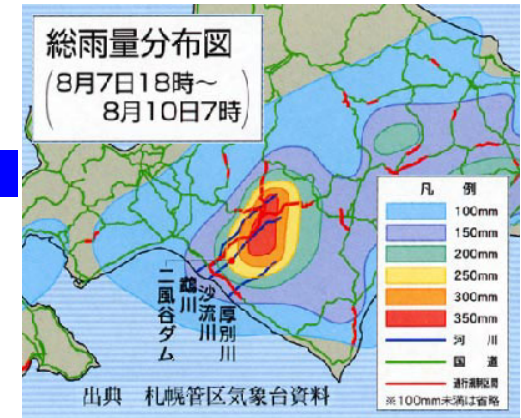 総雨量分布図
8月7日18時～
8月10日7時
凡 例
100mm
150mm
200mm
250mm
300mm
350mm
河 川
国 道
通行規制区間
※100mm未満は省略
二風谷ダム
鵡川
沙流川
厚別川
出典 札幌管区気象台資料